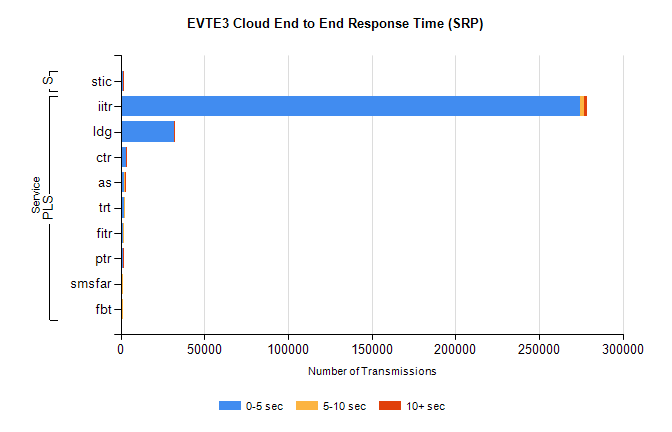 EVTE3 Cloud End to End Response Time (SRP)
Service
S
PLS
stic
iitr
ldg
ctr
as
trt
fitr
ptr
smsfar
fbt
0 50000 100000 150000 200000 250000 300000
Number of Transmissions
0-5 sec 5-10 sec 10+ sec